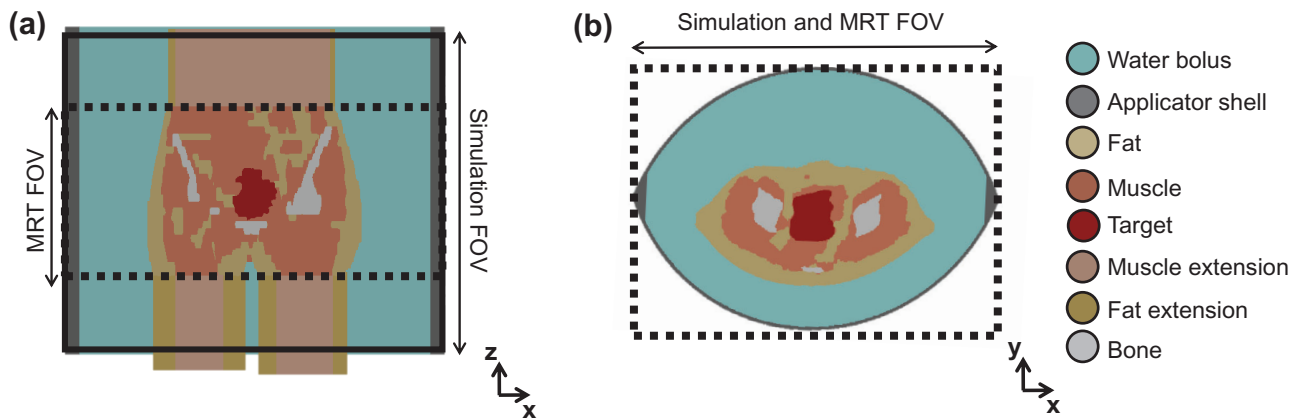 (a)
MRT FOV
Simulation FOV
z
x
(b)
Simulation and MRT FOV
y
x
Water bolus
Applicator shell
Fat
Muscle
Target
Muscle extension
Fat extension
Bone